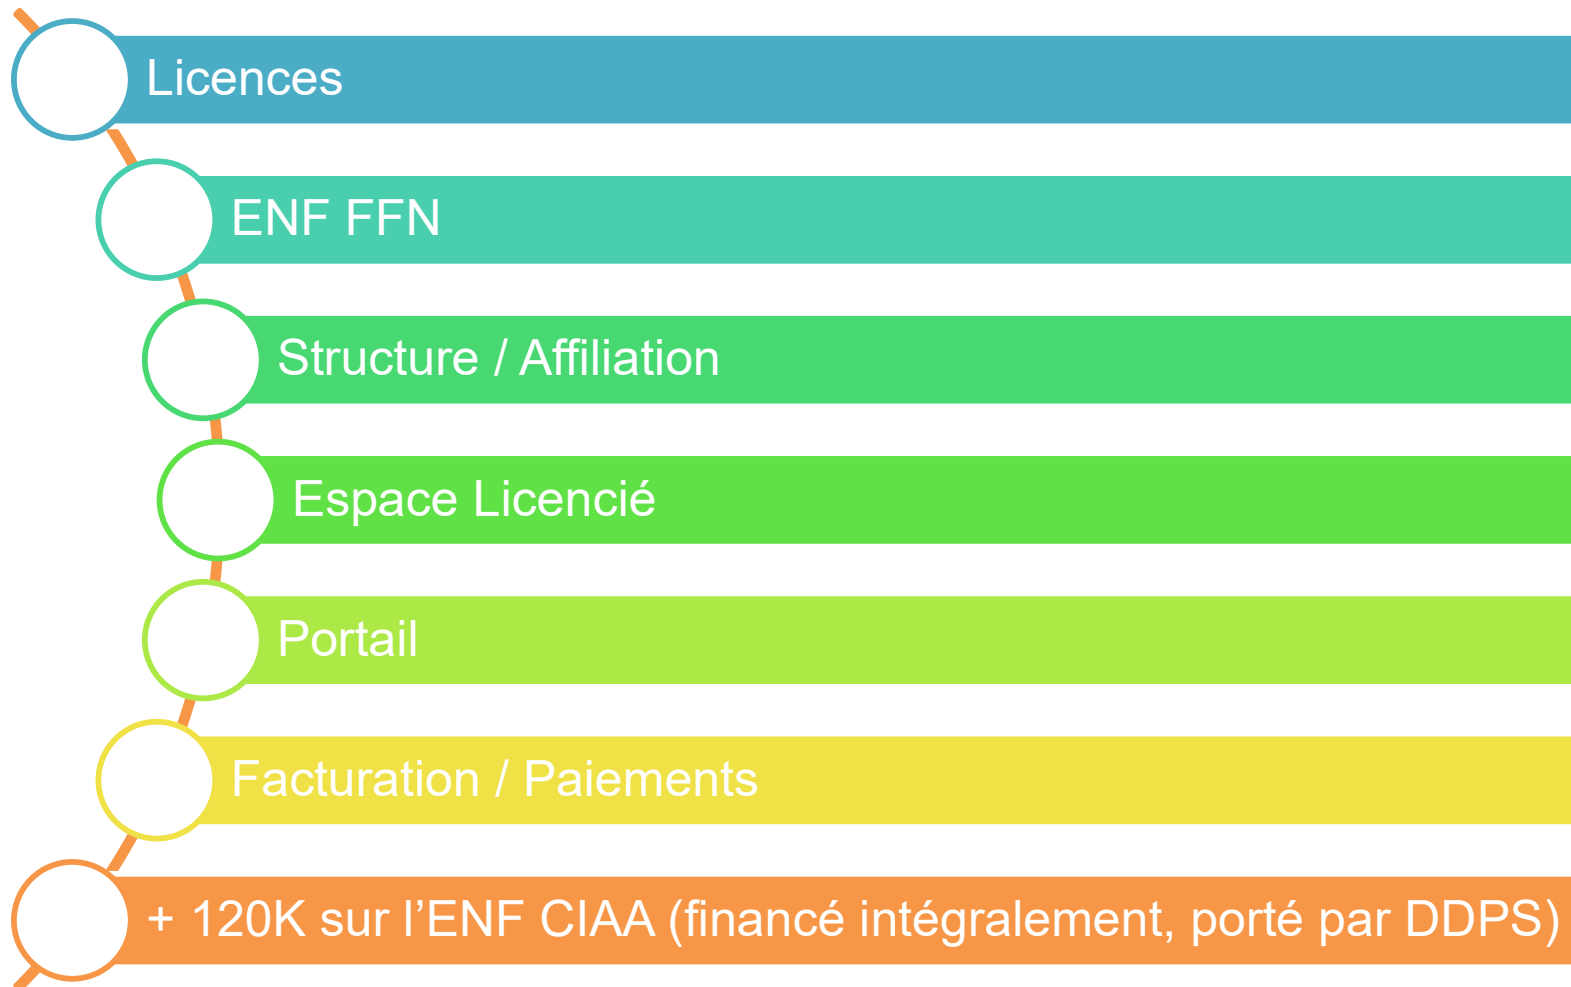 Licences
ENF FFN
Structure / Affiliation
Espace Licencié
Portail
Facturation / Paiements
+ 120K sur l’ENF CIAA (financé intégralement, porté par DDPS)